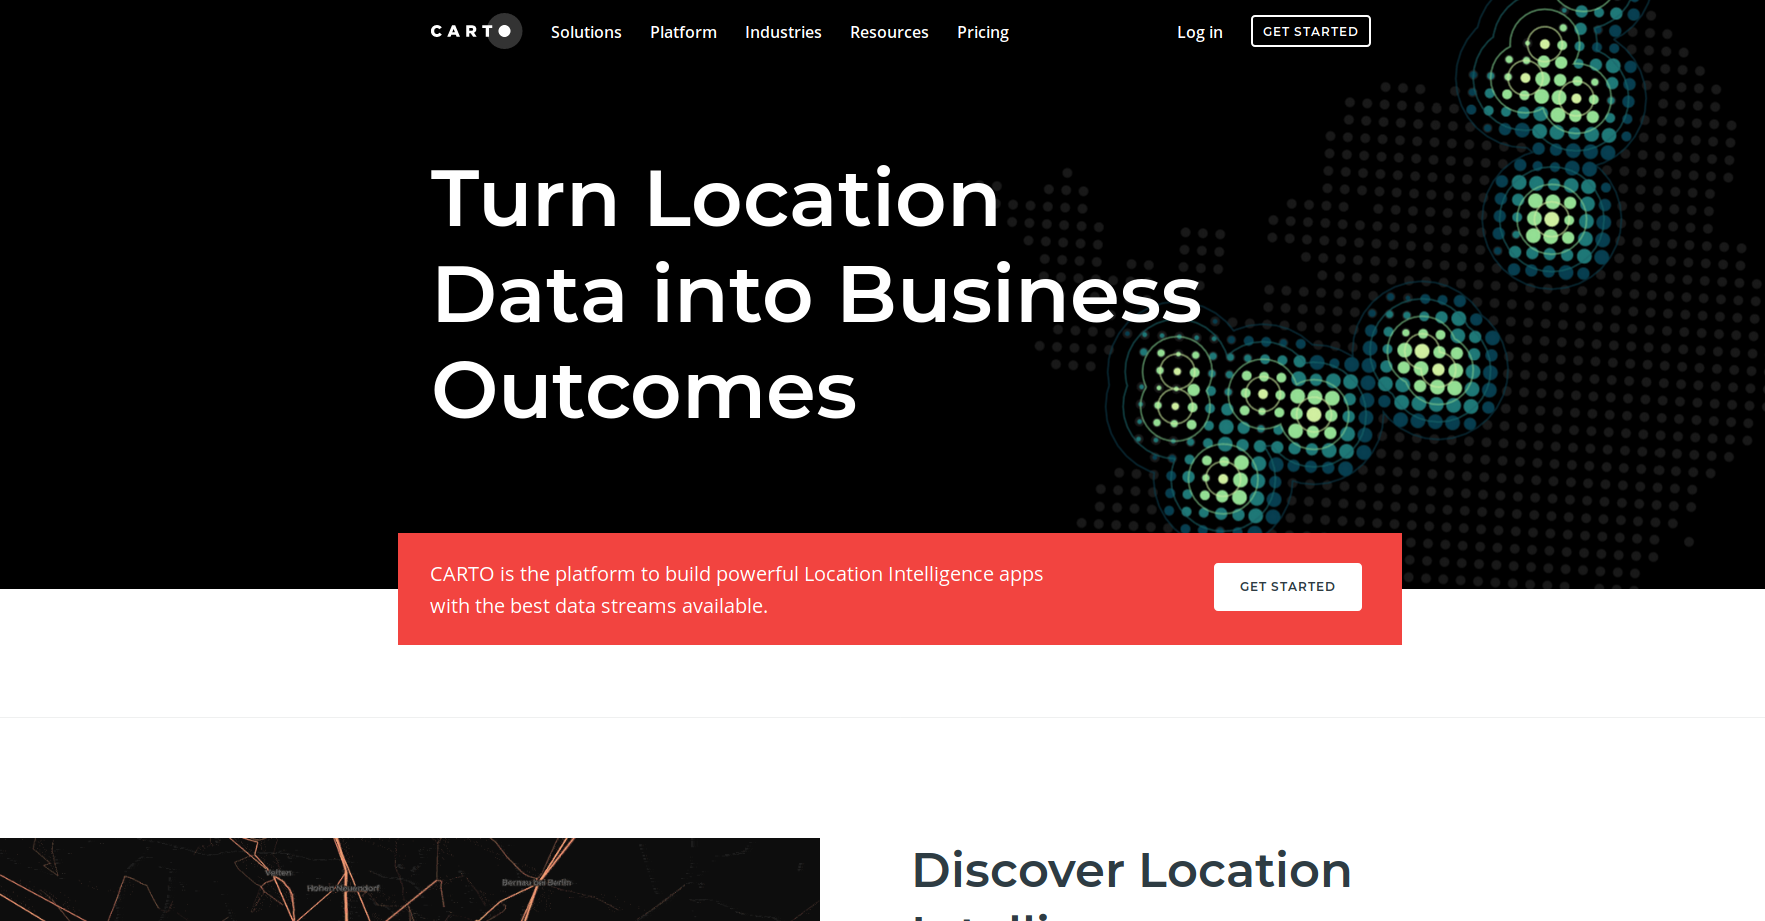 CARTO
Solutions
Platform
Industries
Resources
Pricing
Log in
GET STARTED
Turn Location
Data into Business
Outcomes
CARTO is the platform to build powerful Location Intelligence apps
with the best data streams available.
GET STARTED
Velten
Hohen Neuendorf
Bernau bei Berlin
Discover Location